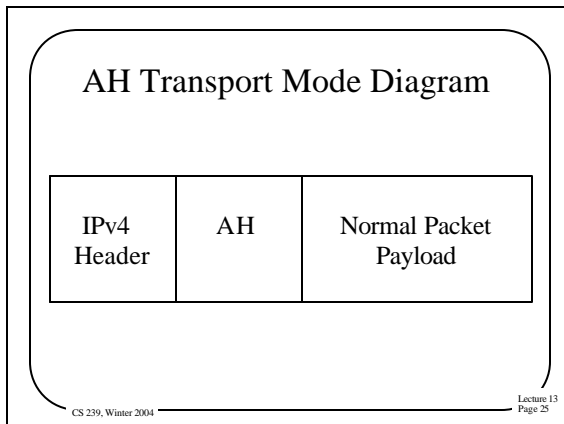 AH Transport Mode Diagram
IPv4
Header
AH
Normal Packet
Payload
CS 239, Winter 2004
Lecture 13
Page 25